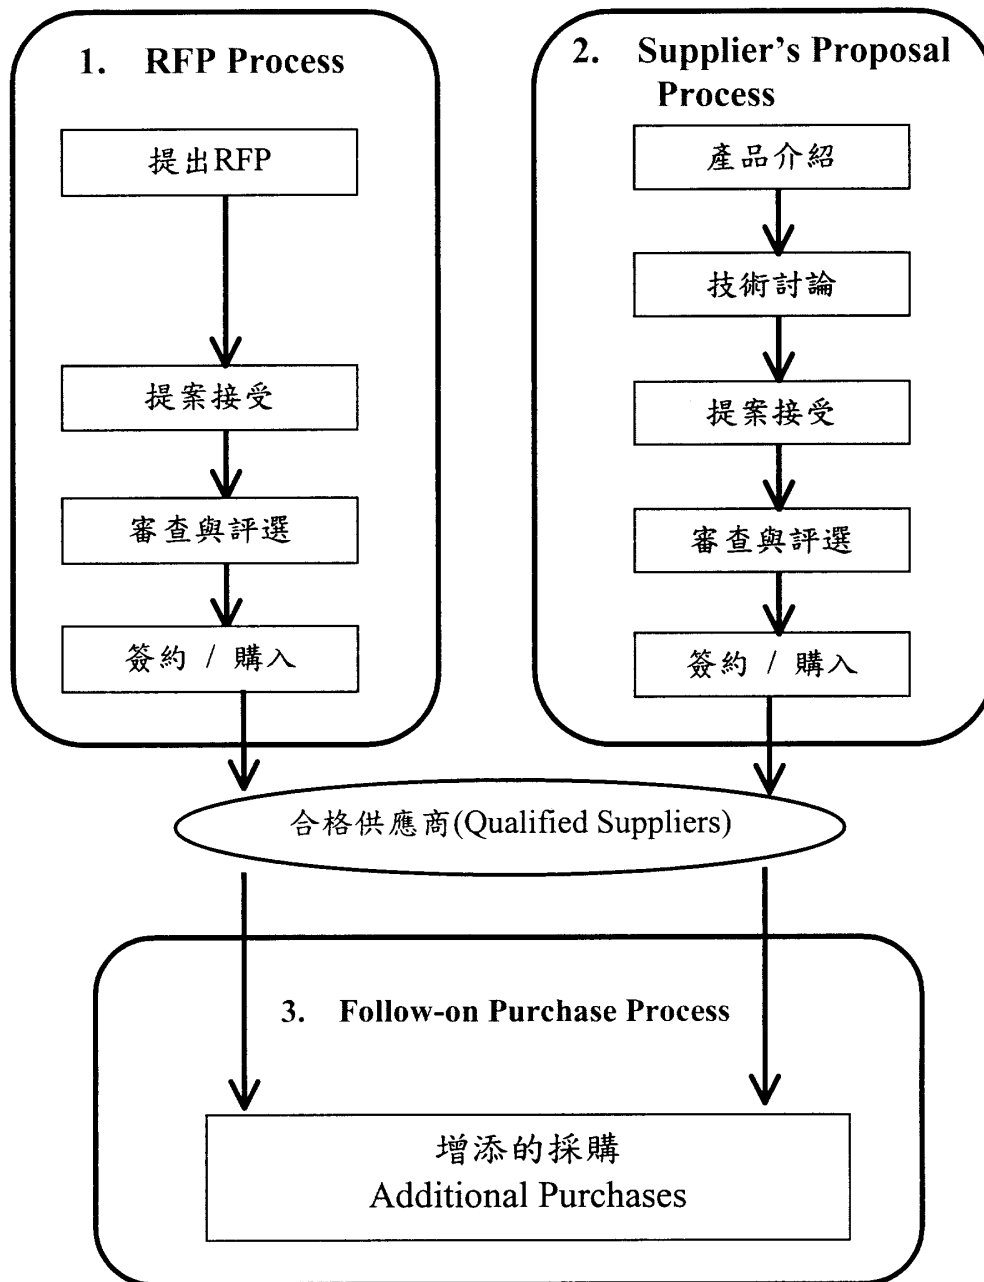 1. RFP Process
提出RFP
提案接受
審查與評選
簽約 / 購入
2. Supplier's Proposal
Process
產品介紹
技術討論
提案接受
審查與評選
簽約 / 購入
合格供應商(Qualified Suppliers)
3. Follow-on Purchase Process
增添的採購
Additional Purchases